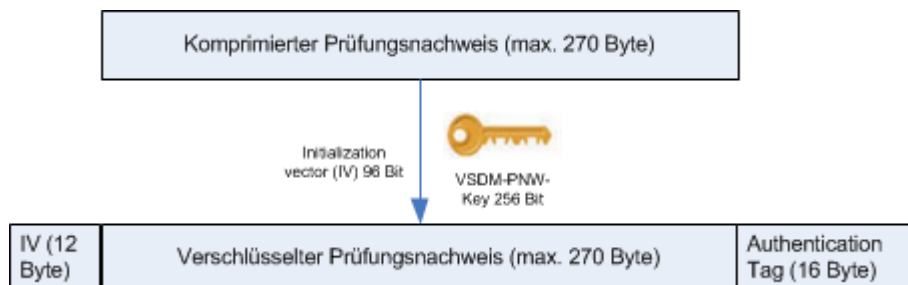 Komprimierter Prüfungsnachweis (max. 270 Byte)
Initialization
vector (IV) 96 Bit
VSDM-PNW-
Key 256 Bit
IV (12
Byte)
Verschlüsselter Prüfungsnachweis (max. 270 Byte)
Authentication
Tag (16 Byte)